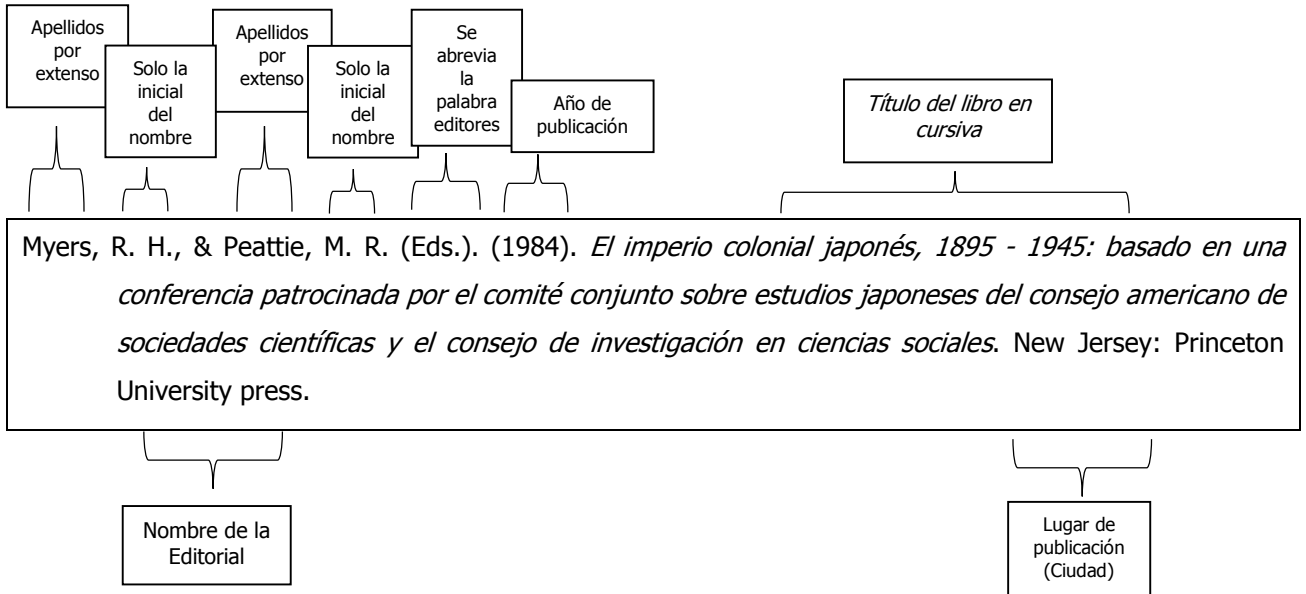 Apellidos
por
extenso
Solo la
inicial
del
nombre
Apellidos
por
extenso
Solo la
inicial
del
nombre
Se
abrevia
la
palabra
editores
Año de
publicación
Título del libro en
cursiva
Myers, R. H., & Peattie, M. R. (Eds.). (1984). El imperio colonial japonés, 1895 - 1945: basado en una
conferencia patrocinada por el comité conjunto sobre estudios japoneses del consejo americano de
sociedades científicas y el consejo de investigación en ciencias sociales. New Jersey: Princeton
University press.
Nombre de la
Editorial
Lugar de
publicación
(Ciudad)